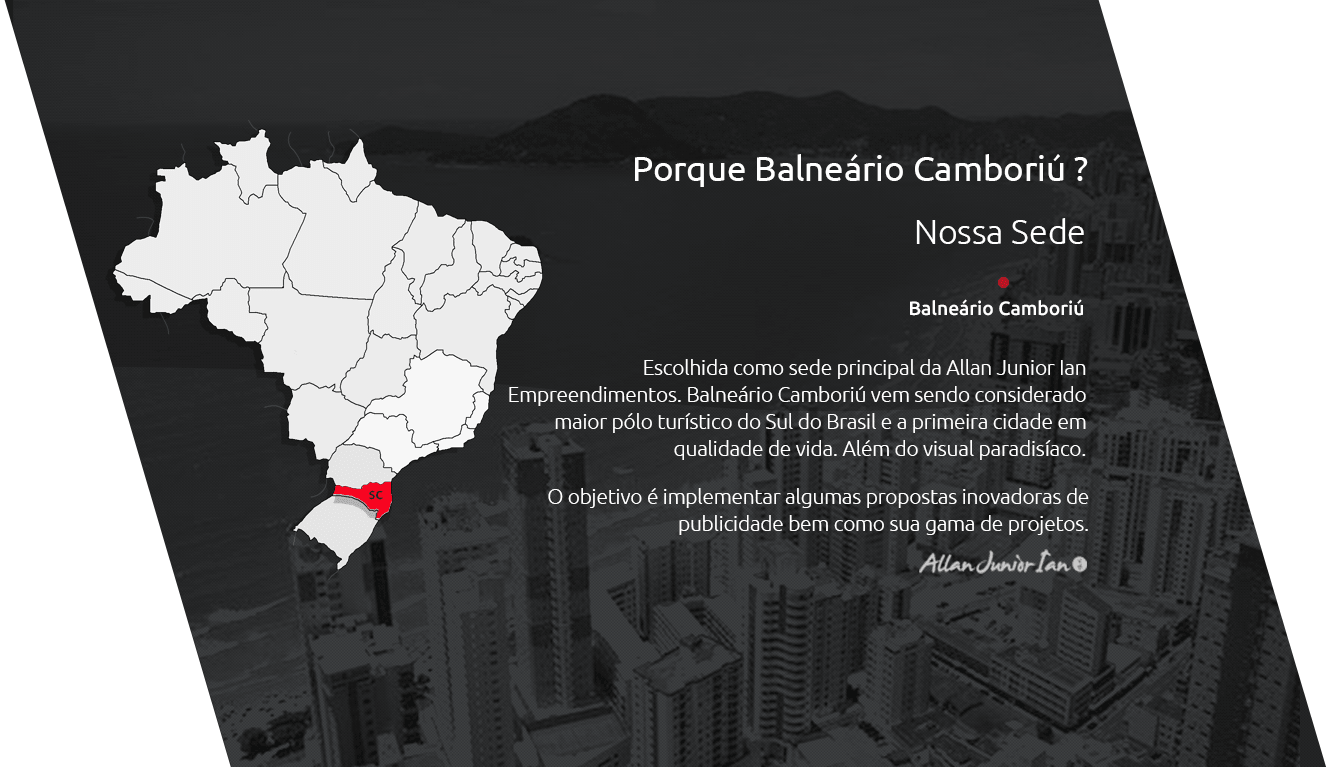 Porque Balneário Camboriú ?
Nossa Sede
Balneário Camboriú
Escolhida como sede principal da Allan Junior Ian
Empreendimentos. Balneário Camboriú vem sendo considerado
maior pólo turístico do Sul do Brasil e a primeira cidade em
qualidade de vida. Além do visual paradisíaco.
O objetivo é implementar algumas propostas inovadoras de
publicidade bem como sua gama de projetos.
Allan Junior Ian
SC